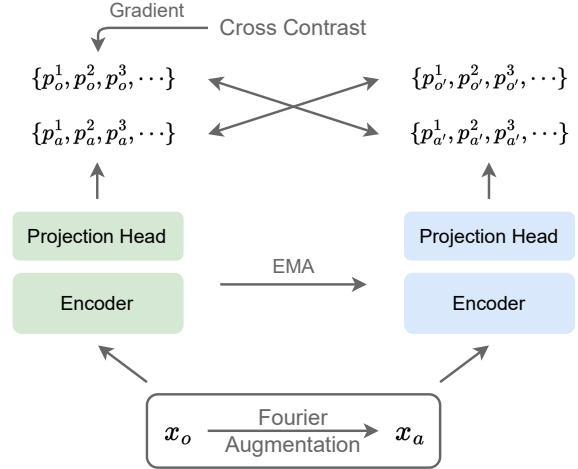 Gradient
Cross Contrast
{p_o^1, p_o^2, p_o^3, ···} {p_{o'}^1, p_{o'}^2, p_{o'}^3, ···}
{p_a^1, p_a^2, p_a^3, ···} {p_{a'}^1, p_{a'}^2, p_{a'}^3, ···}
Projection Head Projection Head
EMA
Encoder Encoder
Fourier
x_o x_a
Augmentation